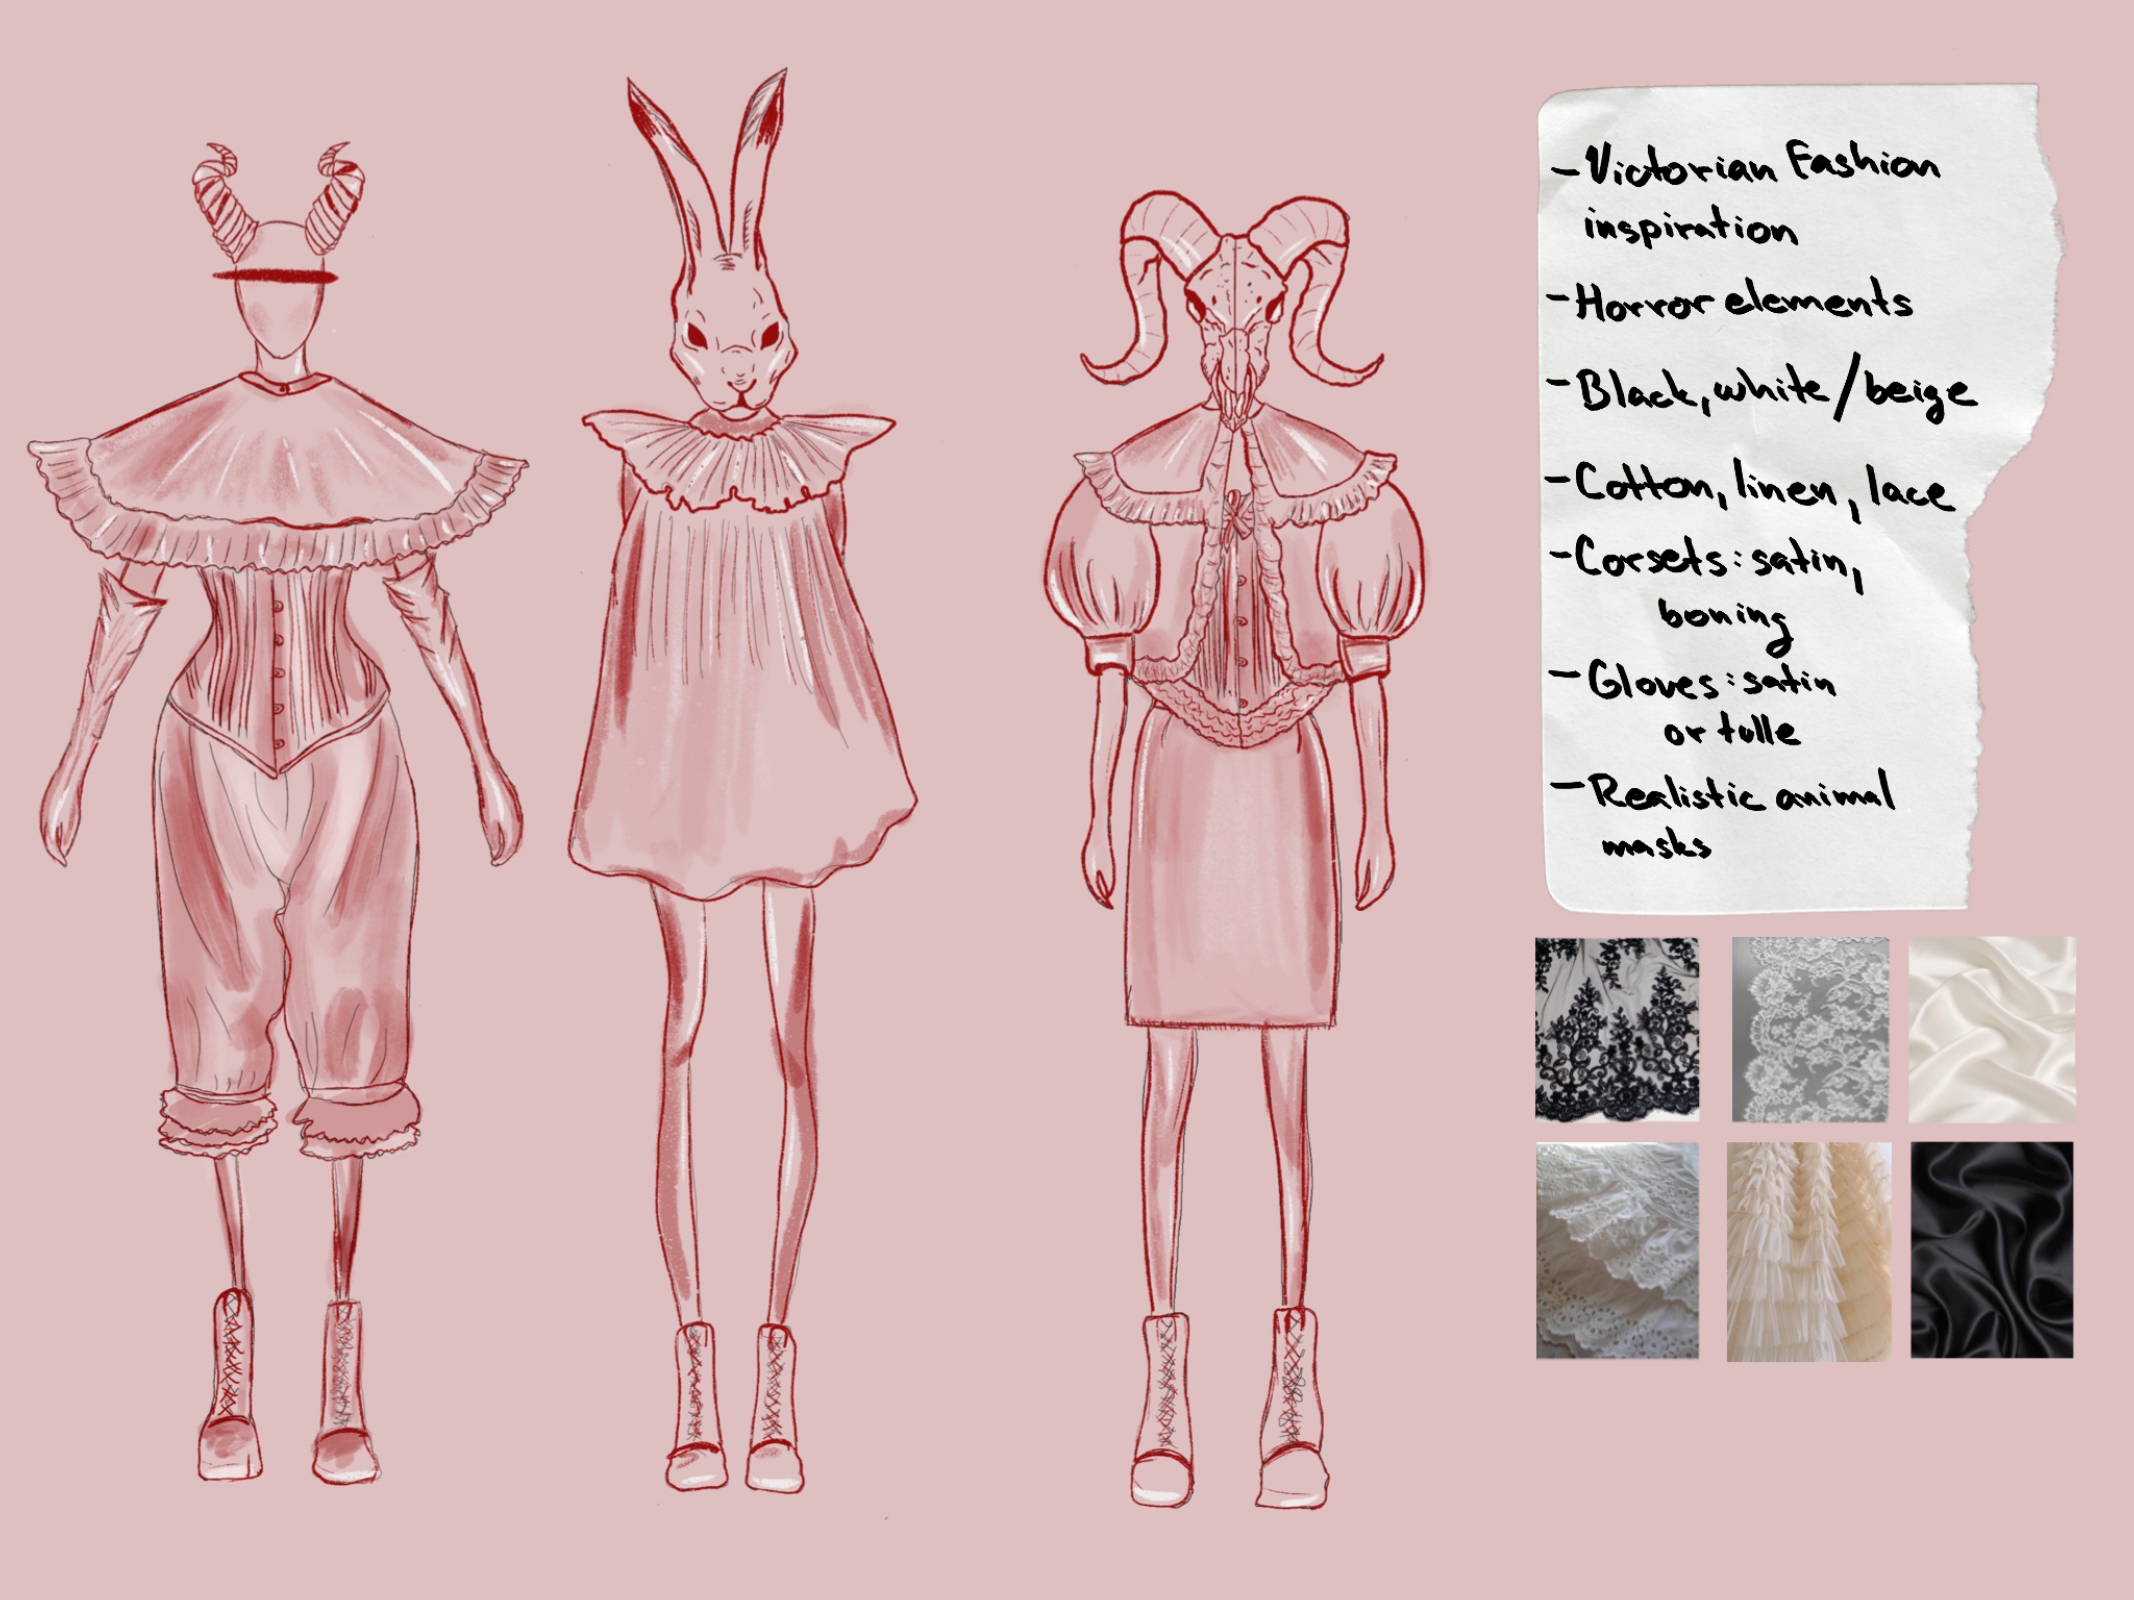 - Victorian Fashion
inspiration
- Horror elements
- Black, white/beige
- Cotton, linen, lace
- Corsets: satin,
boning
- Gloves: satin
or tulle
- Realistic animal
masks